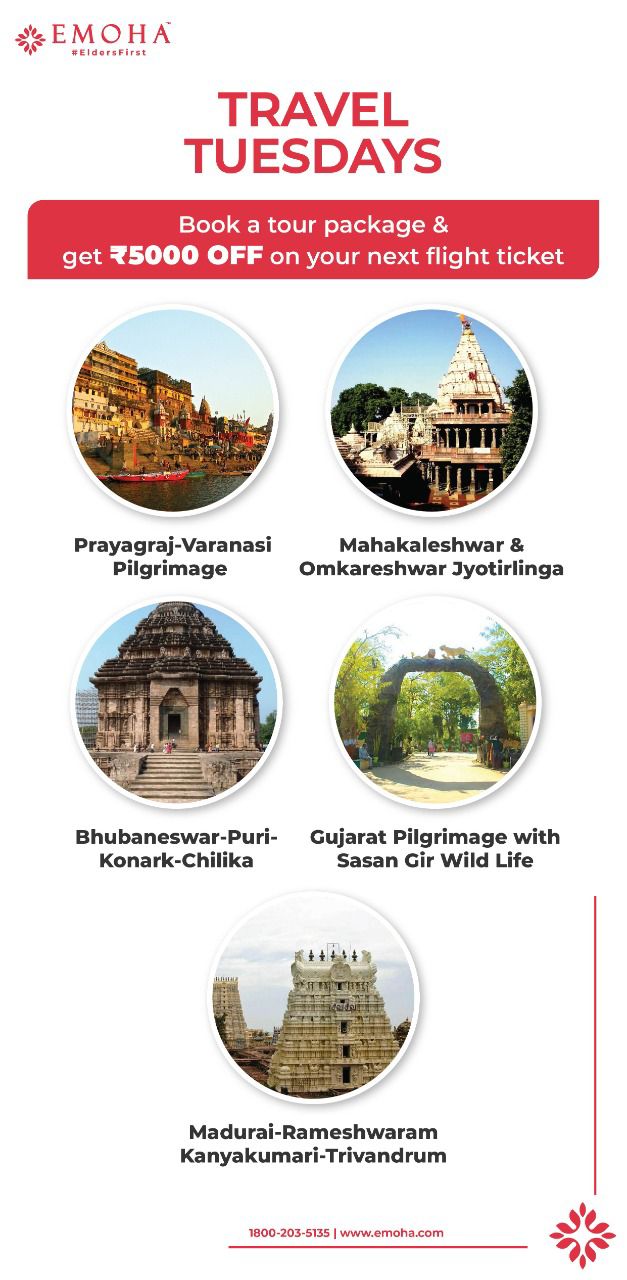 EMOHA™
#EldersFirst
TRAVEL
TUESDAYS
Book a tour package &
get ₹5000 OFF on your next flight ticket
Prayagraj-Varanasi
Pilgrimage
Mahakaleshwar &
Omkareshwar Jyotirlinga
Bhubaneswar-Puri-
Konark-Chilika
Gujarat Pilgrimage with
Sasan Gir Wild Life
Madurai-Rameshwaram
Kanyakumari-Trivandrum
1800-203-5135 | www.emoha.com